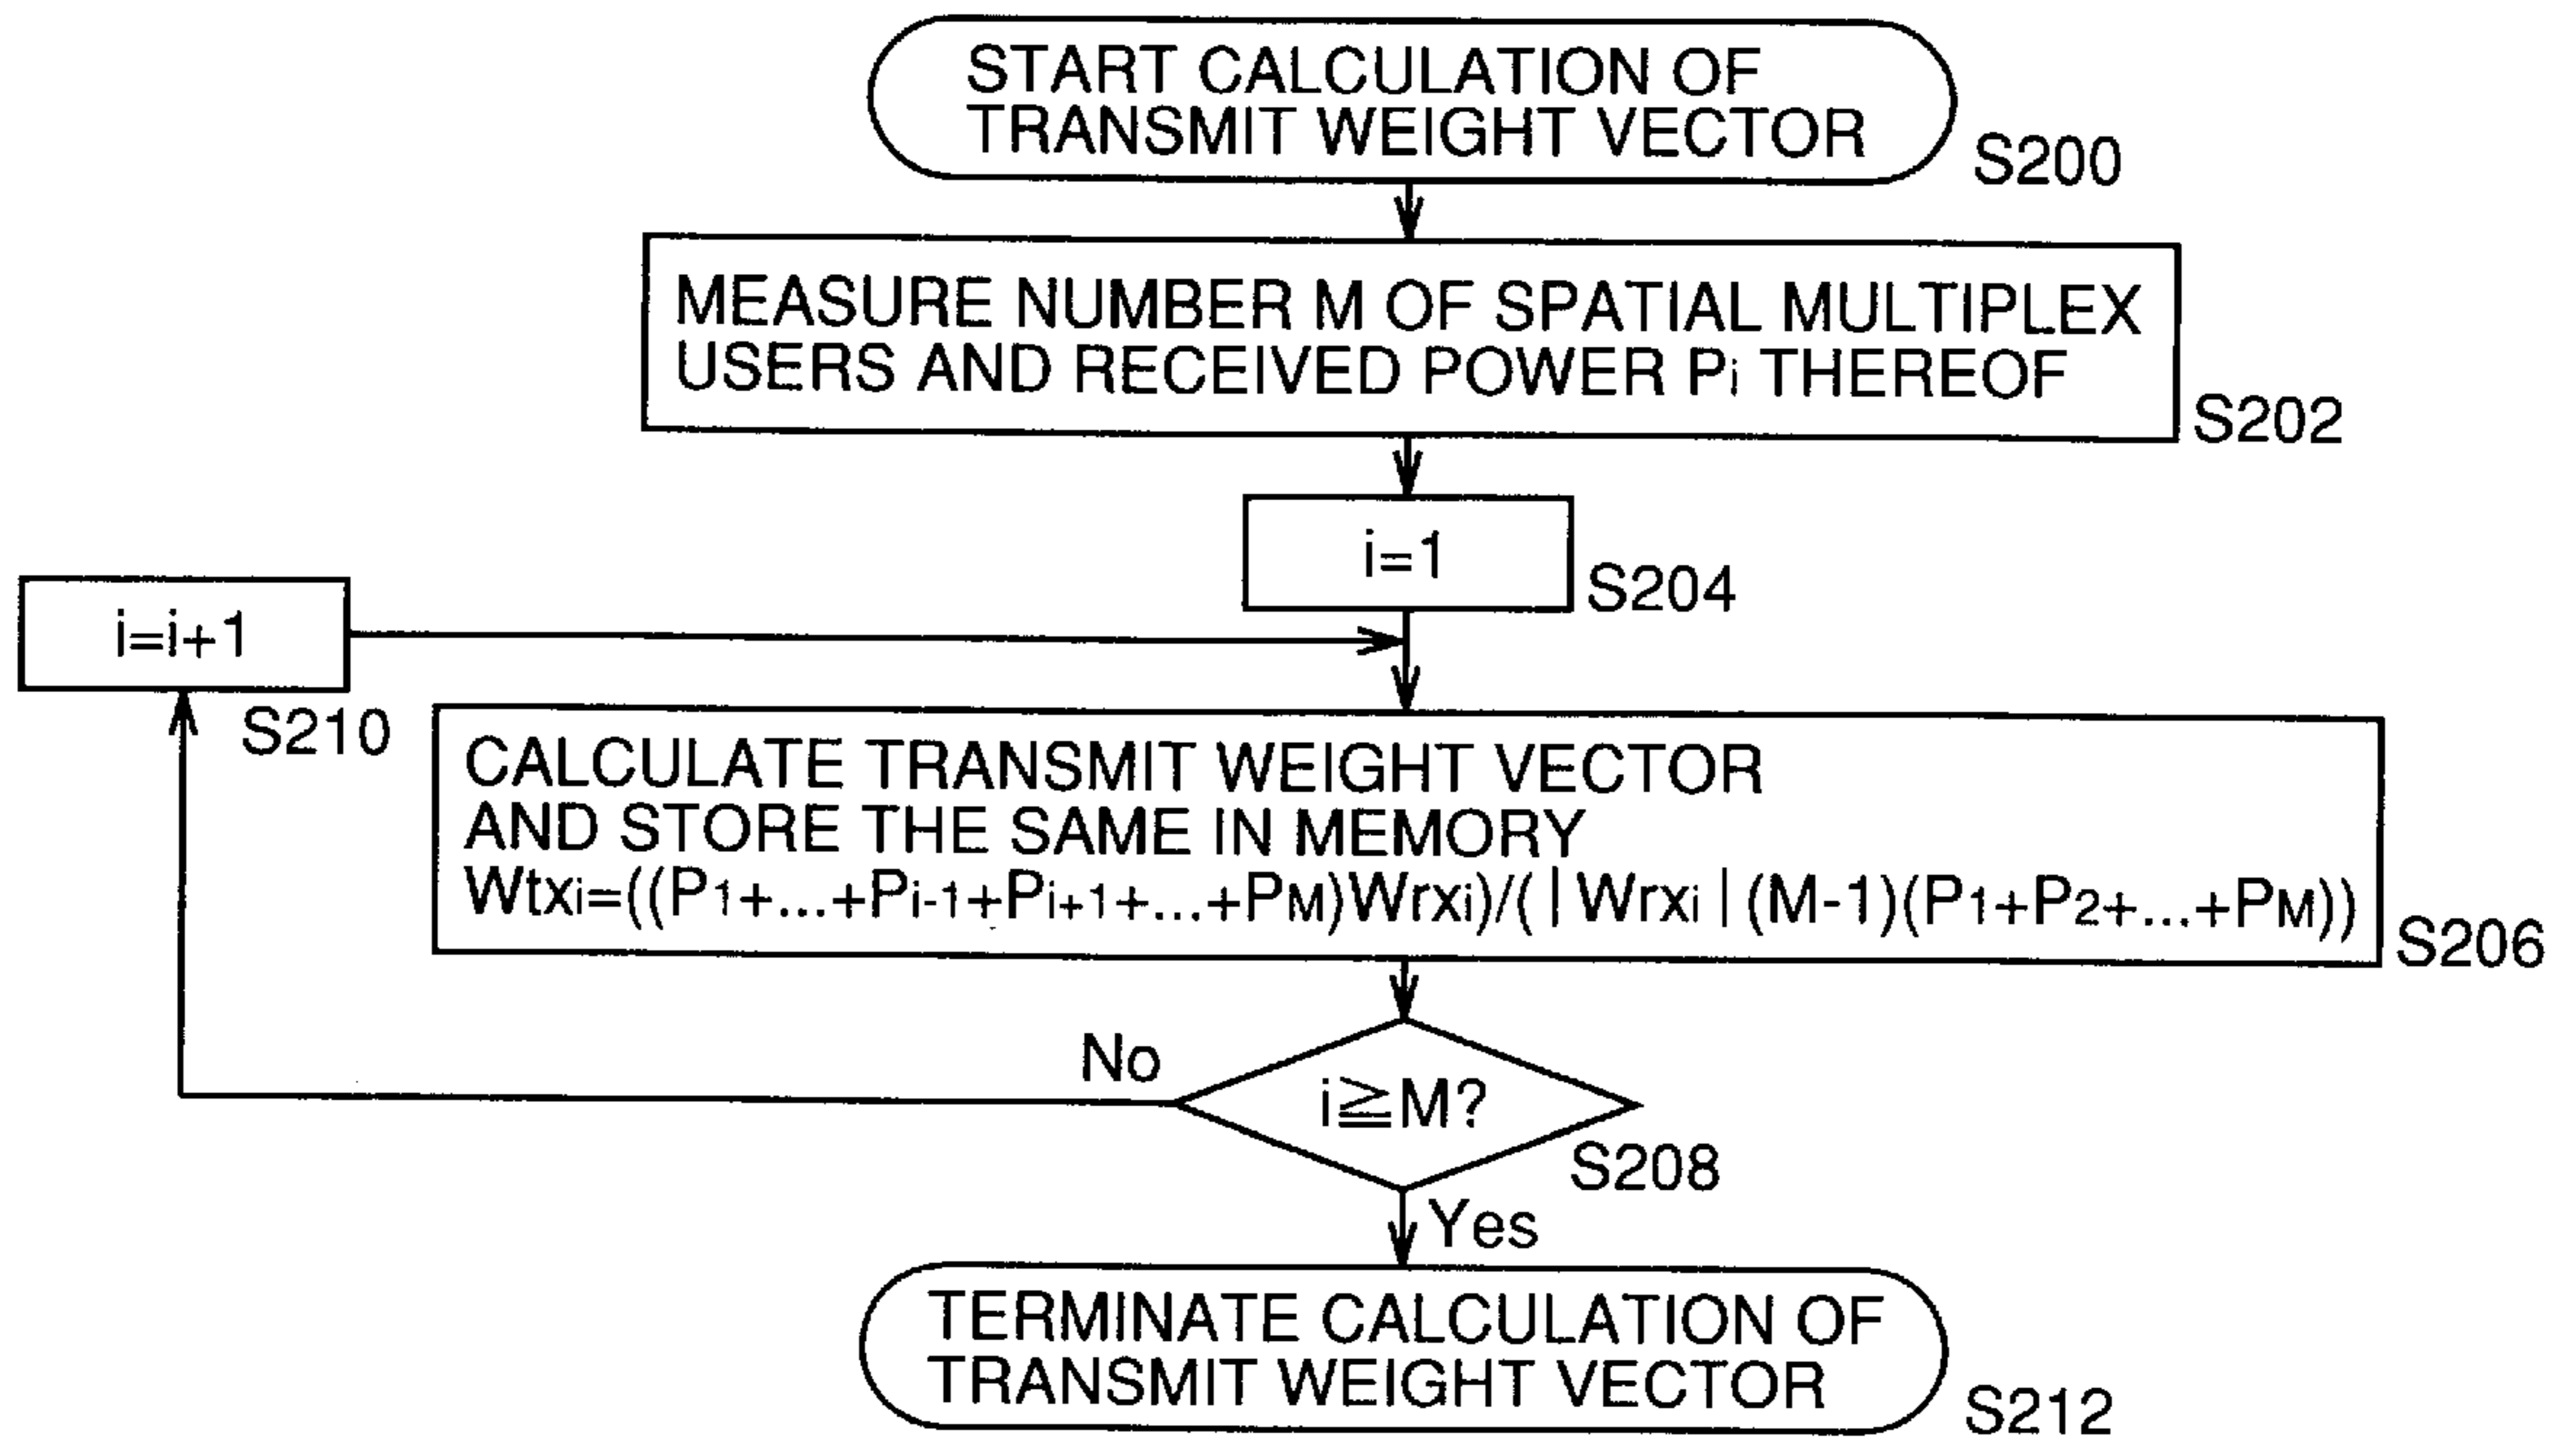 START CALCULATION OF
TRANSMIT WEIGHT VECTOR
S200
MEASURE NUMBER M OF SPATIAL MULTIPLEX
USERS AND RECEIVED POWER Pi THEREOF
S202
i=1
S204
i=i+1
S210
CALCULATE TRANSMIT WEIGHT VECTOR
AND STORE THE SAME IN MEMORY
Wtxi=((P1+...+Pi-1+Pi+1+...+PM)Wrxi)/(|Wrxi|(M-1)(P1+P2+...+PM))
S206
No
i≧M?
S208
Yes
TERMINATE CALCULATION OF
TRANSMIT WEIGHT VECTOR
S212